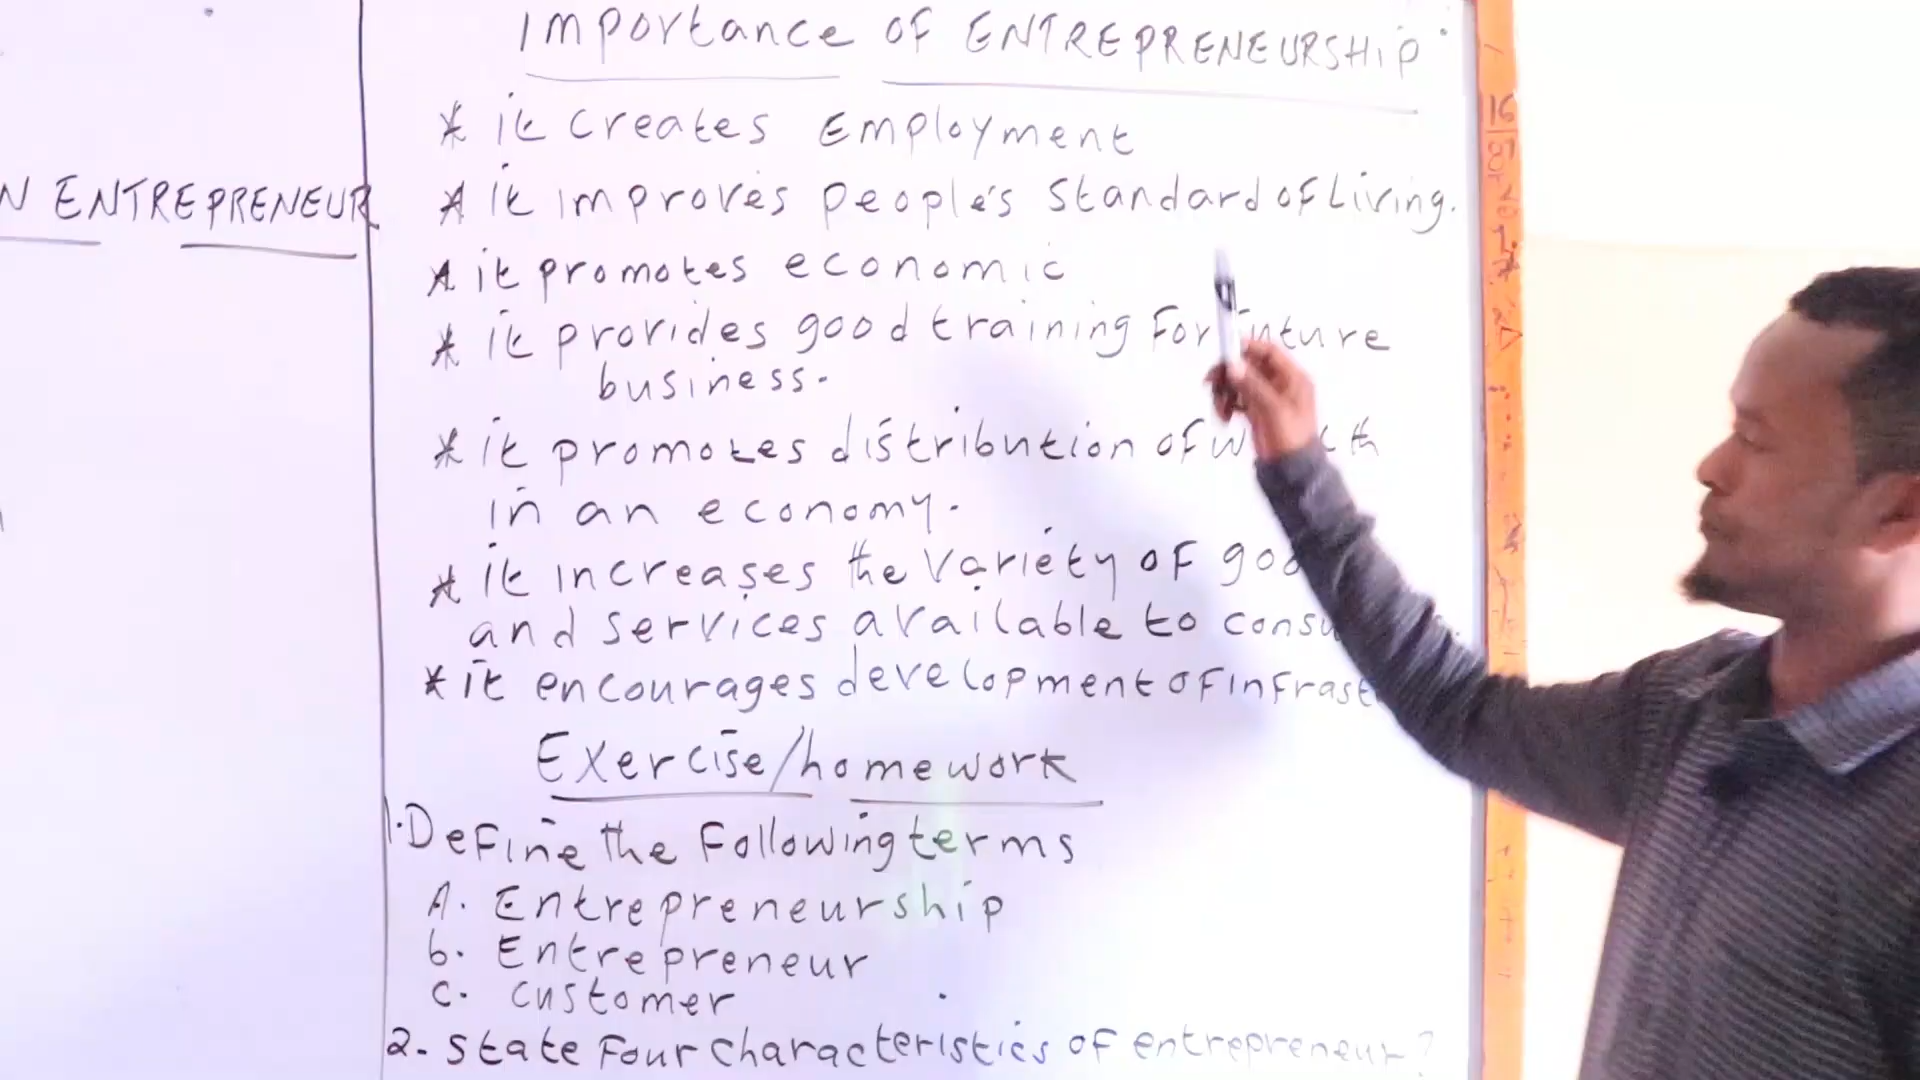 N ENTREPRENEUR
Importance OF ENTREPRENEURSHIP
* it creates Employment
* it improves people's standard of Living.
* it promotes economic
* it provides good training For
business.
* it promotes distribution of
in an economy.
* it increases the variety of
and services available to
* it encourages development of
Exercise/homework
1. Define the Following terms
A. Entrepreneurship
b. Entrepreneur
c. customer
2. State Four characteristics of entrepreneur?